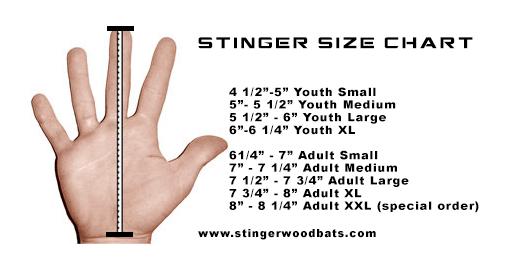 STINGER SIZE CHART
4 1/2”-5” Youth Small
5”- 5 1/2” Youth Medium
5 1/2” - 6” Youth Large
6”-6 1/4” Youth XL
61/4” - 7” Adult Small
7” - 7 1/4” Adult Medium
7 1/2” - 7 3/4” Adult Large
7 3/4” - 8” Adult XL
8” - 8 1/4” Adult XXL (special order)
www.stingerwoodbats.com